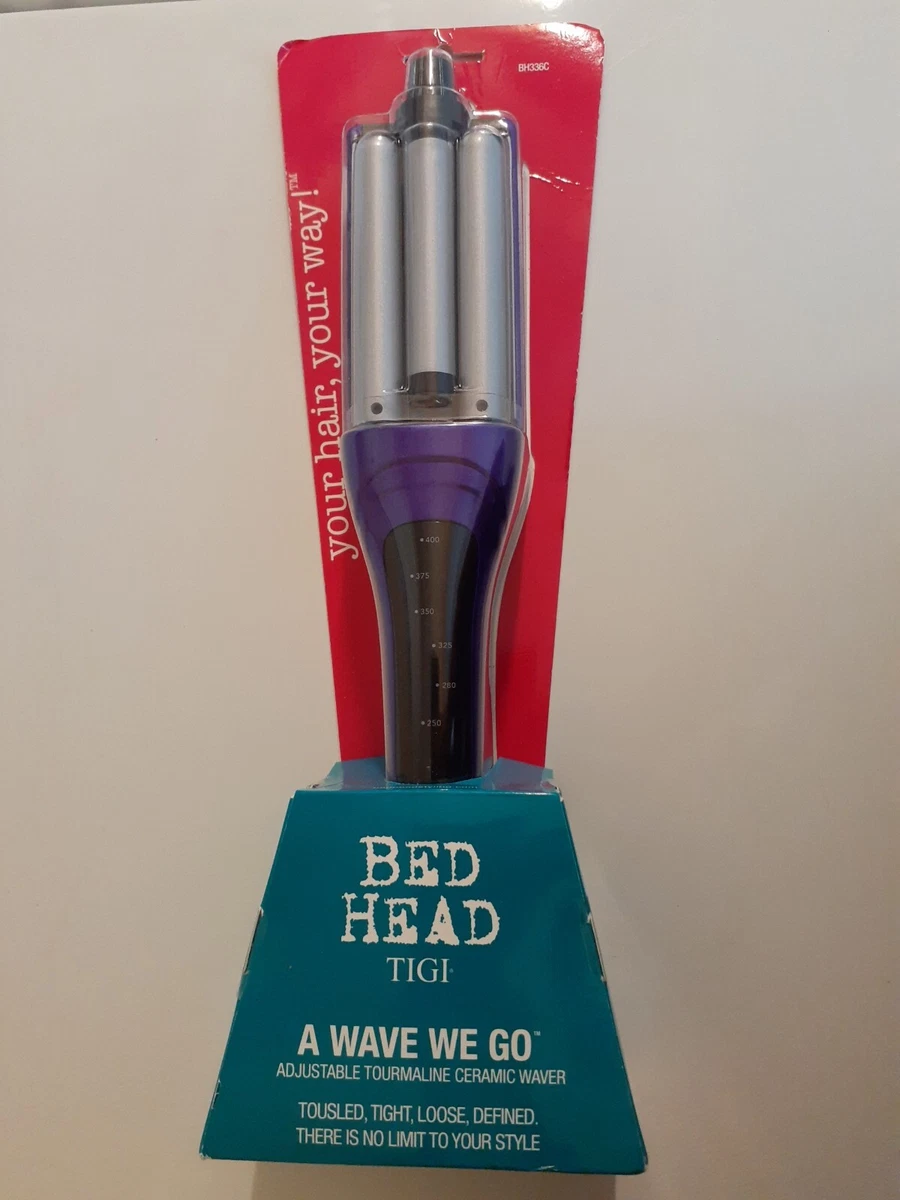 BH336C
your hair, your way!™
400
375
350
325
280
250
BED
HEAD
TIGI®
A WAVE WE GO™
ADJUSTABLE TOURMALINE CERAMIC WAVER
TOUSLED, TIGHT, LOOSE, DEFINED.
THERE IS NO LIMIT TO YOUR STYLE